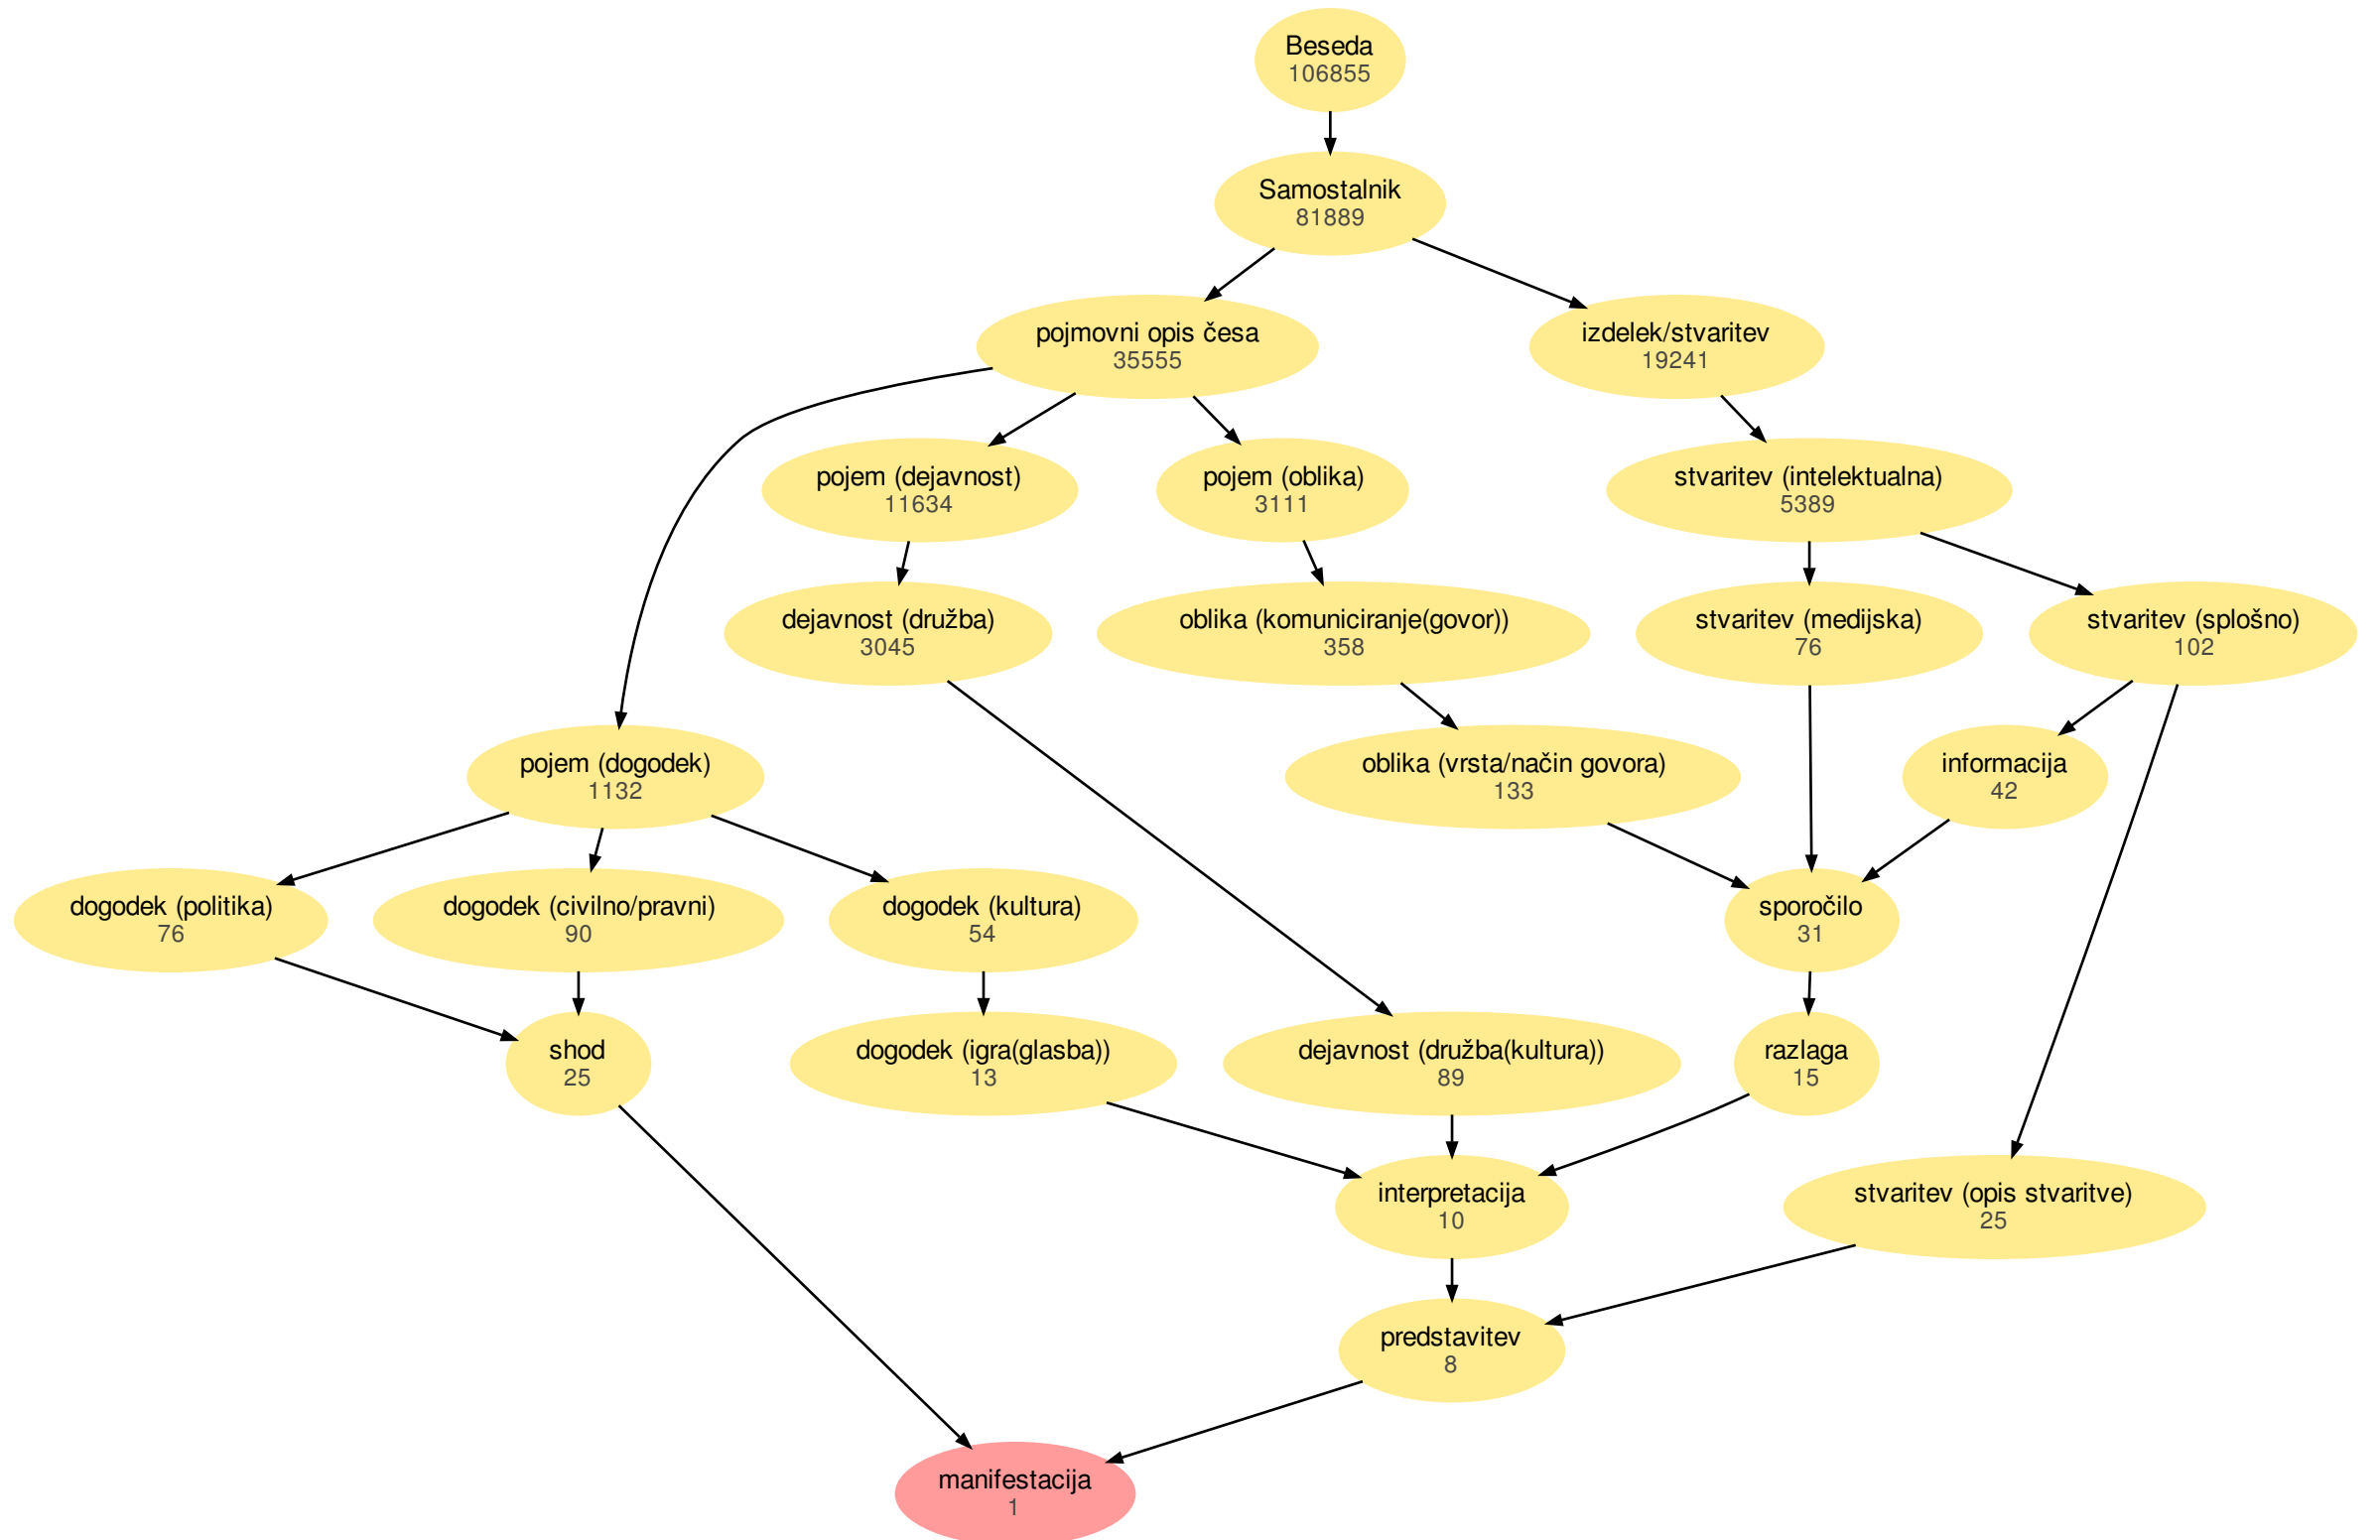 Beseda
106855
Samostalnik
81889
pojmovni opis česa
35555
izdelek/stvaritev
19241
pojem (dejavnost)
11634
pojem (oblika)
3111
stvaritev (intelektualna)
5389
dejavnost (družba)
3045
oblika (komuniciranje(govor))
358
stvaritev (medijska)
76
stvaritev (splošno)
102
pojem (dogodek)
1132
oblika (vrsta/način govora)
133
informacija
42
dogodek (politika)
76
dogodek (civilno/pravni)
90
dogodek (kultura)
54
sporočilo
31
shod
25
dogodek (igra(glasba))
13
dejavnost (družba(kultura))
89
razlaga
15
interpretacija
10
stvaritev (opis stvaritve)
25
predstavitev
8
manifestacija
1